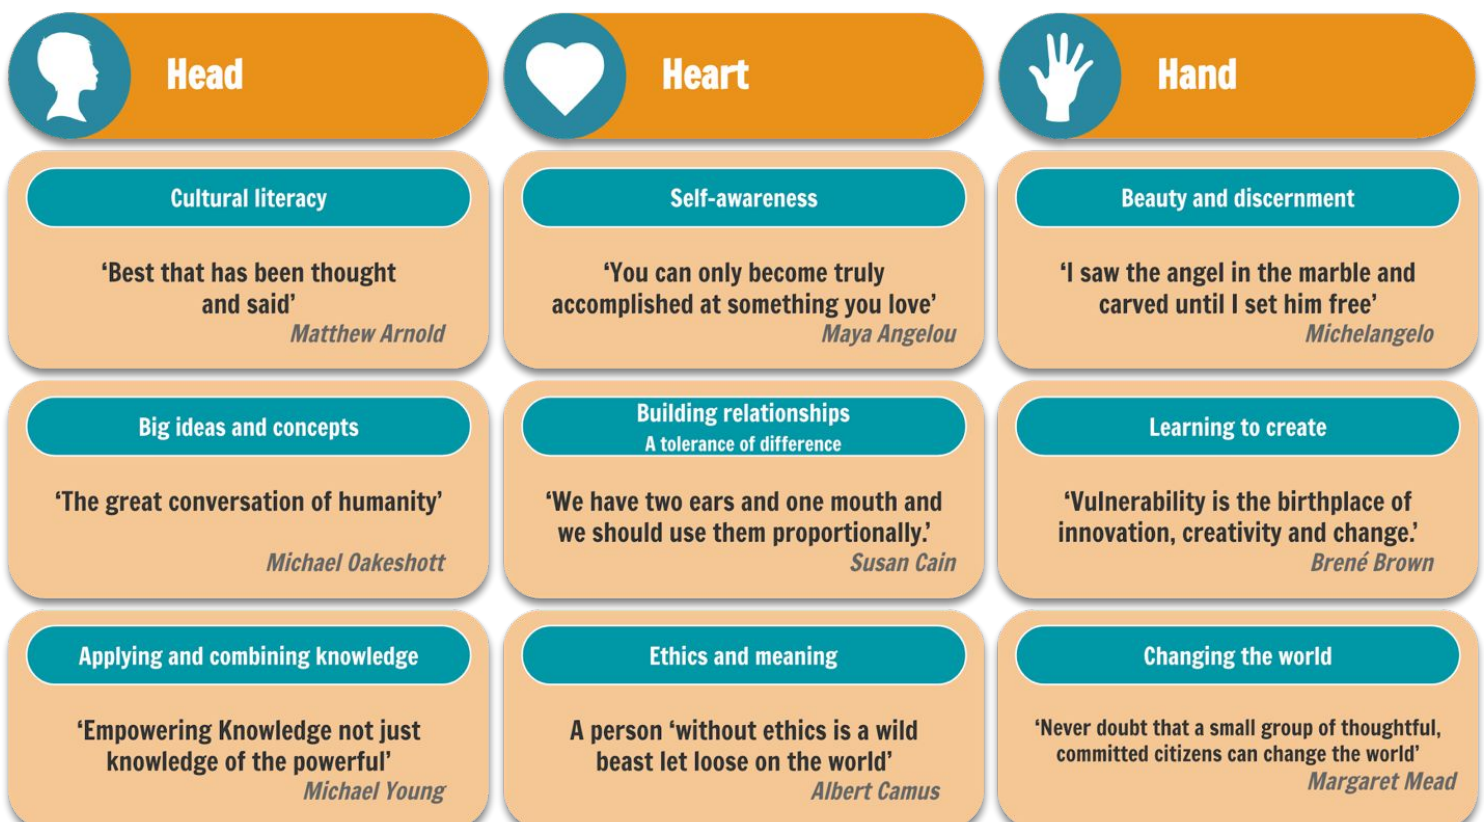 Head
Cultural literacy
‘Best that has been thought
and said’
Matthew Arnold
Big ideas and concepts
‘The great conversation of humanity’
Michael Oakeshott
Applying and combining knowledge
‘Empowering Knowledge not just
knowledge of the powerful’
Michael Young
Heart
Self-awareness
‘You can only become truly
accomplished at something you love’
Maya Angelou
Building relationships
A tolerance of difference
‘We have two ears and one mouth and
we should use them proportionally.’
Susan Cain
Ethics and meaning
A person ‘without ethics is a wild
beast let loose on the world’
Albert Camus
Hand
Beauty and discernment
‘I saw the angel in the marble and
carved until I set him free’
Michelangelo
Learning to create
‘Vulnerability is the birthplace of
innovation, creativity and change.’
Brené Brown
Changing the world
‘Never doubt that a small group of thoughtful,
committed citizens can change the world’
Margaret Mead